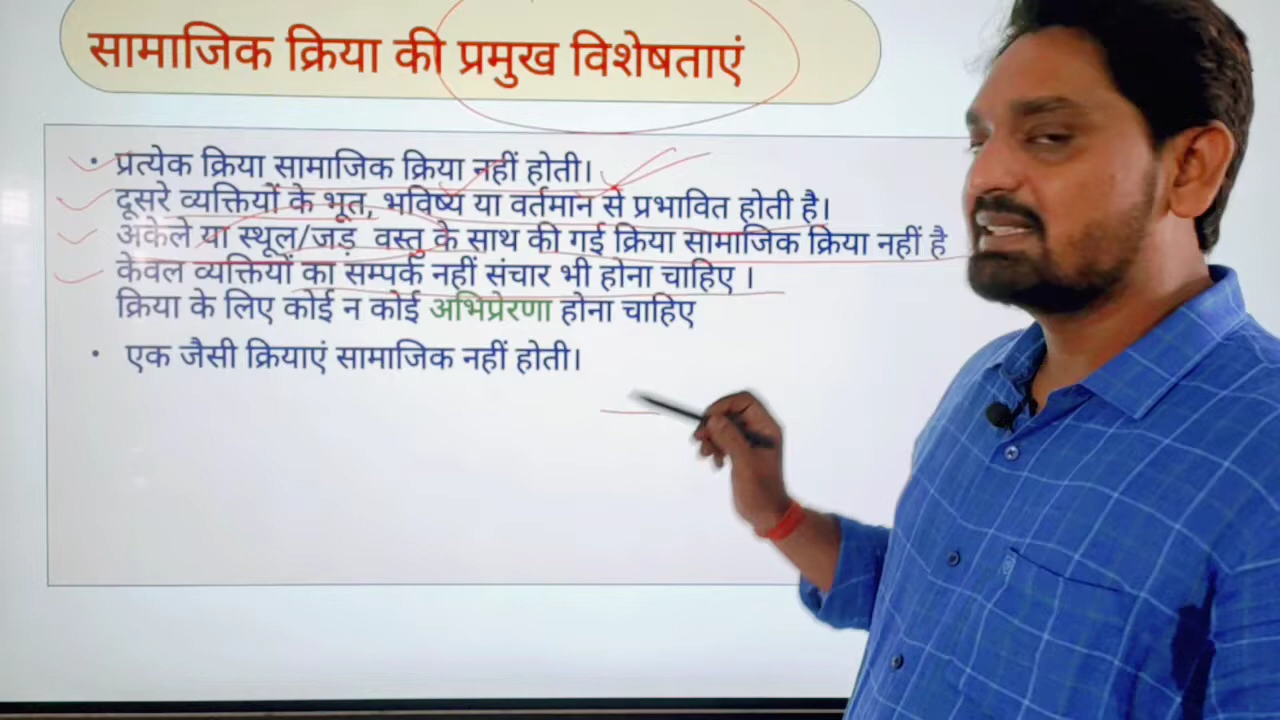 सामाजिक क्रिया की प्रमुख विशेषताएं
• प्रत्येक क्रिया सामाजिक क्रिया नहीं होती।
दूसरे व्यक्तियों के भूत, भविष्य या वर्तमान से प्रभावित होती है।
अकेले या स्थूल/जड़ वस्तु के साथ की गई क्रिया सामाजिक क्रिया नहीं है
केवल व्यक्तियों का सम्पर्क नहीं संचार भी होना चाहिए ।
क्रिया के लिए कोई न कोई अभिप्रेरणा होना चाहिए
• एक जैसी क्रियाएं सामाजिक नहीं होती।